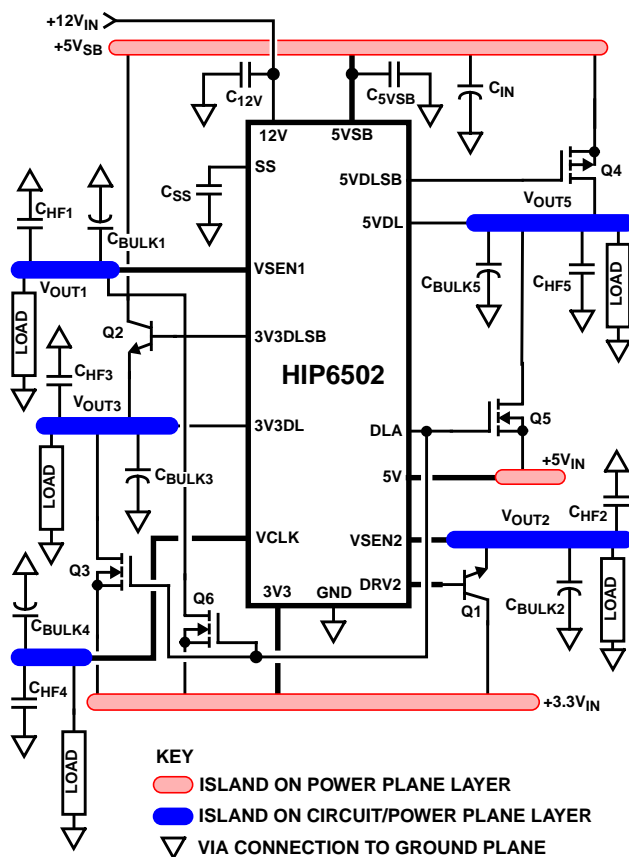 +12VIN
+5VSB
C12V
C5VSB
CIN
12V
5VSB
SS
CSS
5VDLSB
Q4
VOUT5
CHF1
CBULK1
5VDL
VSEN1
VOUT1
LOAD
CBULK5
CHF5
LOAD
Q2
3V3DLSB
HIP6502
CHF3
VOUT3
3V3DL
DLA
Q5
LOAD
CBULK3
5V
+5VIN
VCLK
VSEN2
VOUT2
CHF2
Q3
3V3
GND
DRV2
Q1
CBULK2
LOAD
Q6
CBULK4
CHF4
LOAD
+3.3VIN
KEY
ISLAND ON POWER PLANE LAYER
ISLAND ON CIRCUIT/POWER PLANE LAYER
VIA CONNECTION TO GROUND PLANE